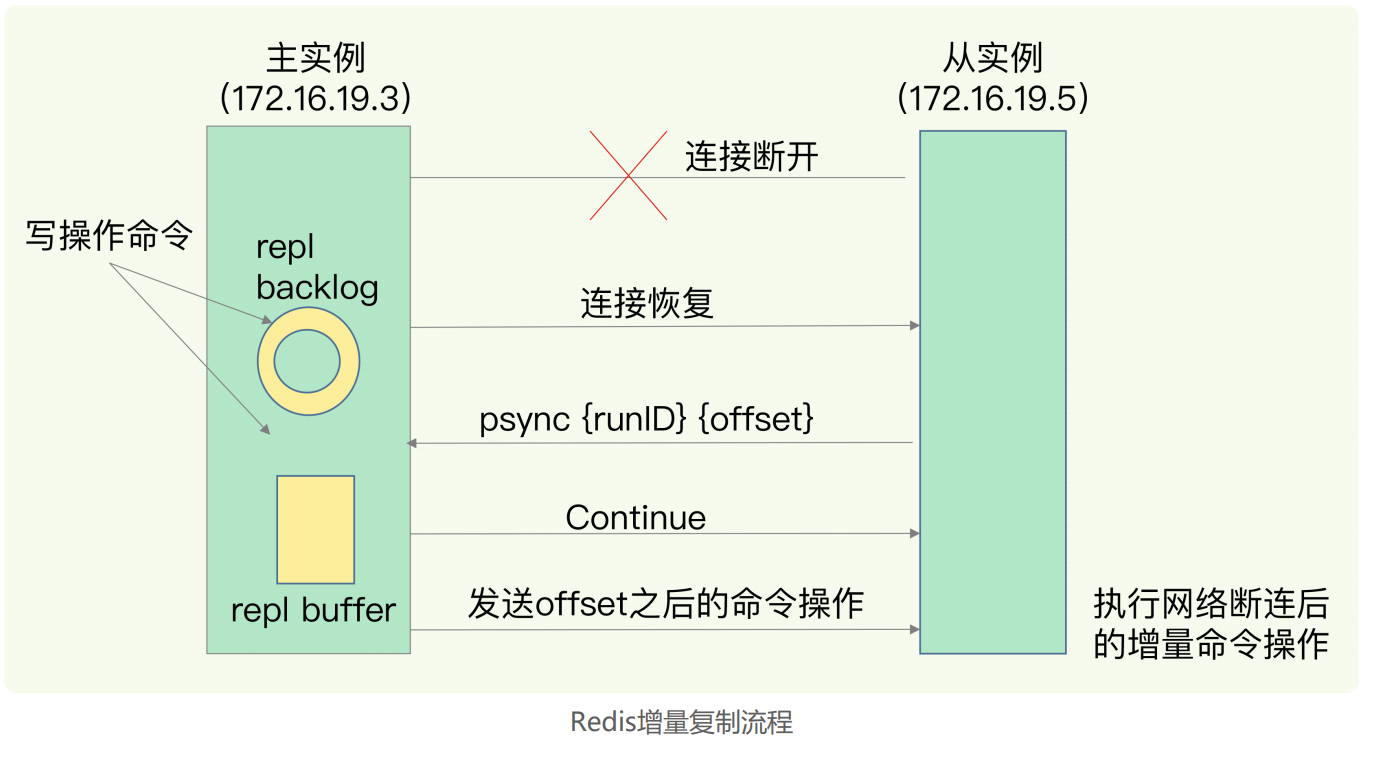 主实例
(172.16.19.3)
从实例
(172.16.19.5)
连接断开
写操作命令
repl
backlog
连接恢复
psync {runID} {offset}
Continue
repl buffer
发送offset之后的命令操作
执行网络断连后
的增量命令操作
Redis增量复制流程